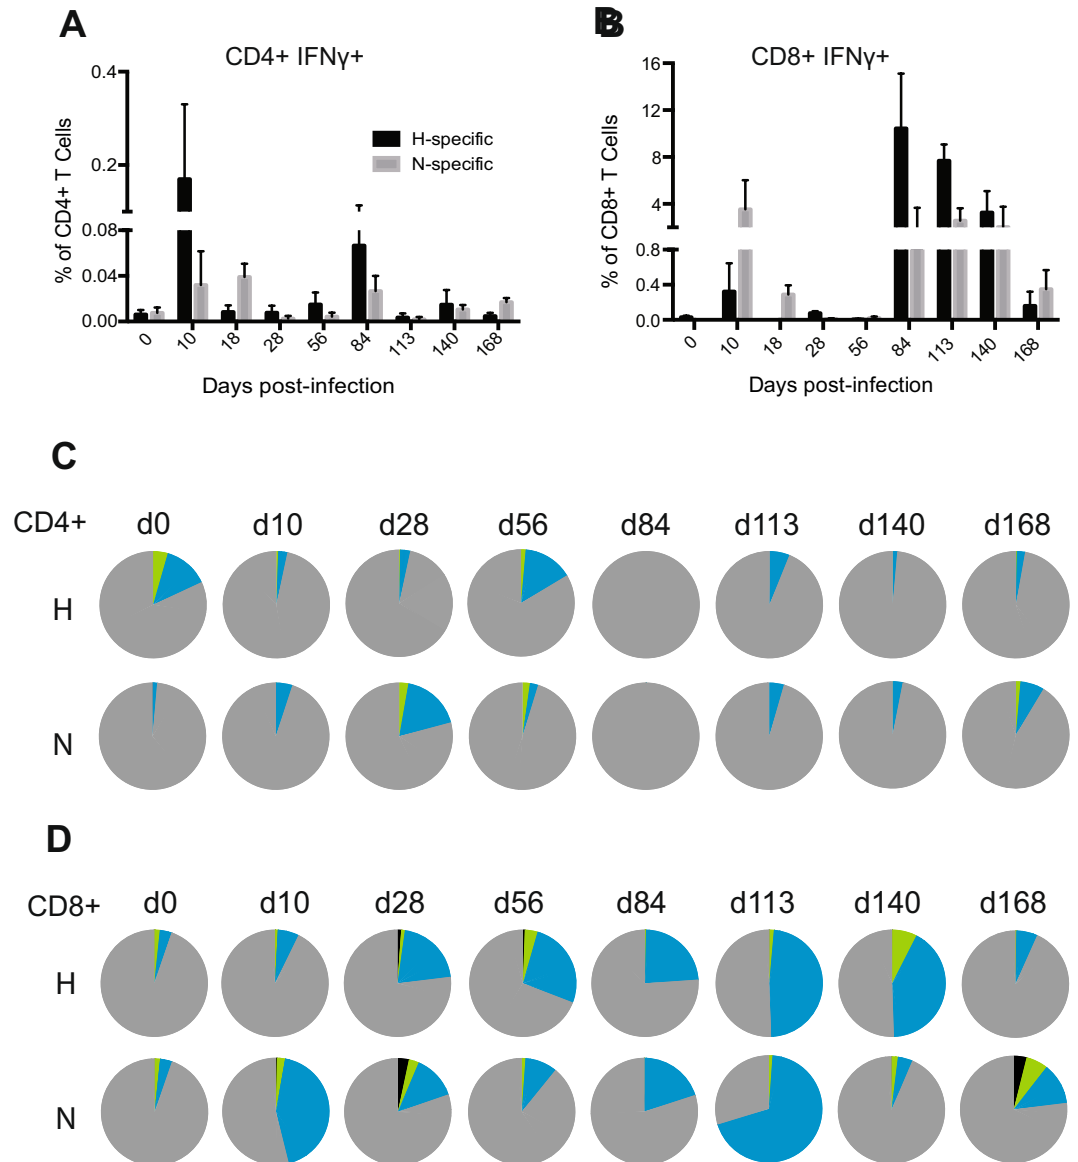 A
CD4+ IFNγ+
% of CD4+ T Cells
0.4
0.2
0.08
0.04
0.00
H-specific
N-specific
0 10 18 28 56 84 113 140 168
Days post-infection
B B
CD8+ IFNγ+
% of CD8+ T Cells
16
12
8
4
0.8
0.4
0.0
0 10 18 28 56 84 113 140 168
Days post-infection
C
CD4+ d0 d10 d28 d56 d84 d113 d140 d168
H
N
D
CD8+ d0 d10 d28 d56 d84 d113 d140 d168
H
N